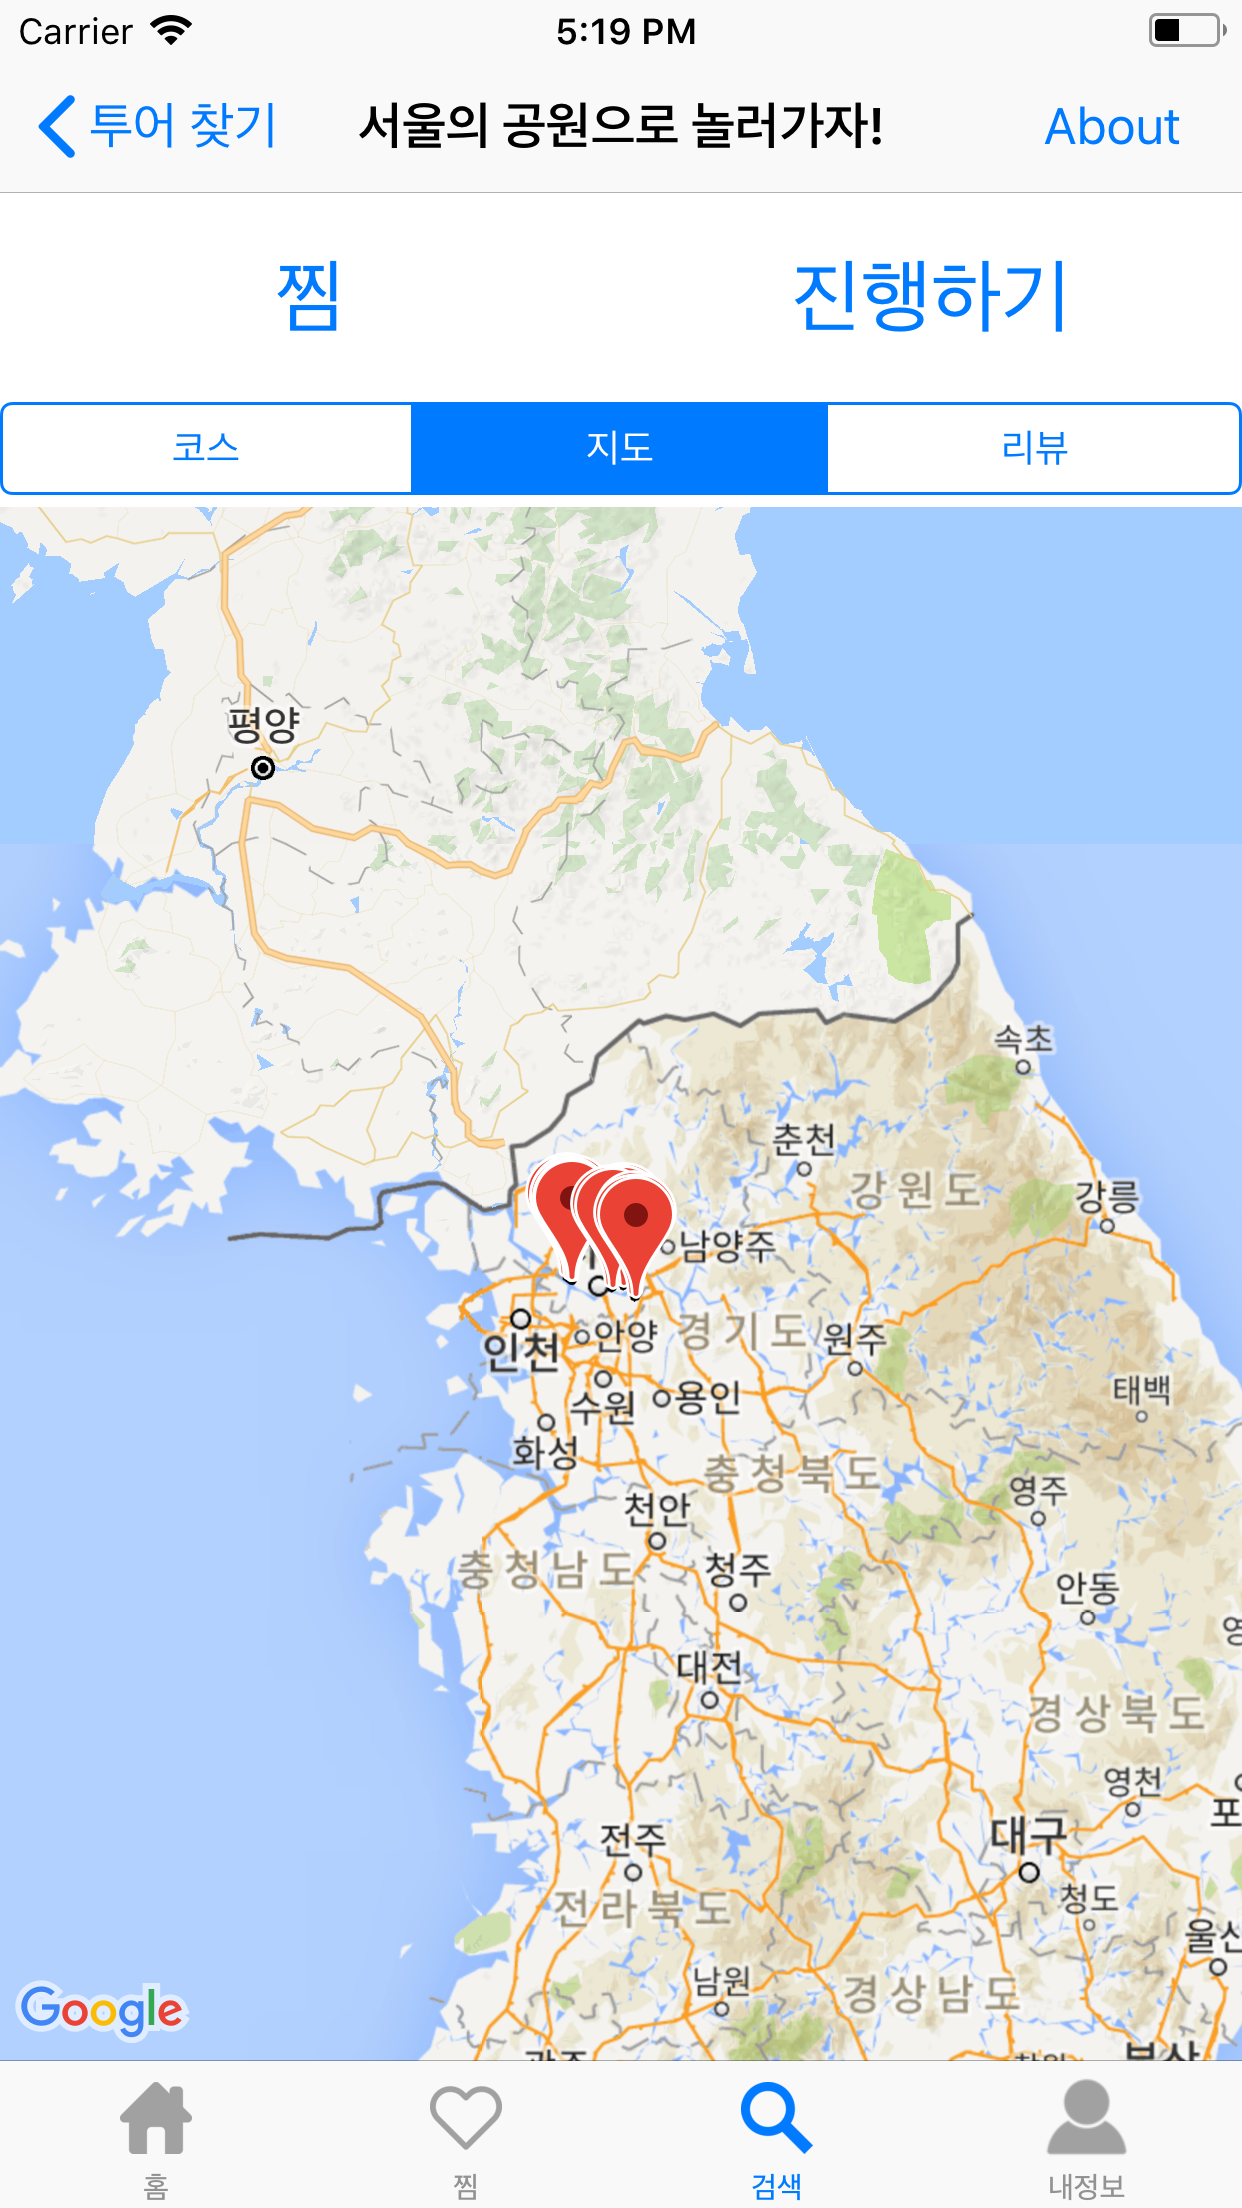 Carrier 5:19 PM
투어 찾기 서울의 공원으로 놀러가자! About
찜 진행하기
코스 지도 리뷰
평양
속초
춘천
강원도
강릉
남양주
안양 경기도 원주
인천
태백
수원 용인
화성
충청북도
영주
천안
충청남도 청주
안동
대전
경상북도
영천
포
전주 대구
전라북도 청도
울산
남원 경상남도
Google
부산
홈 찜 검색 내정보